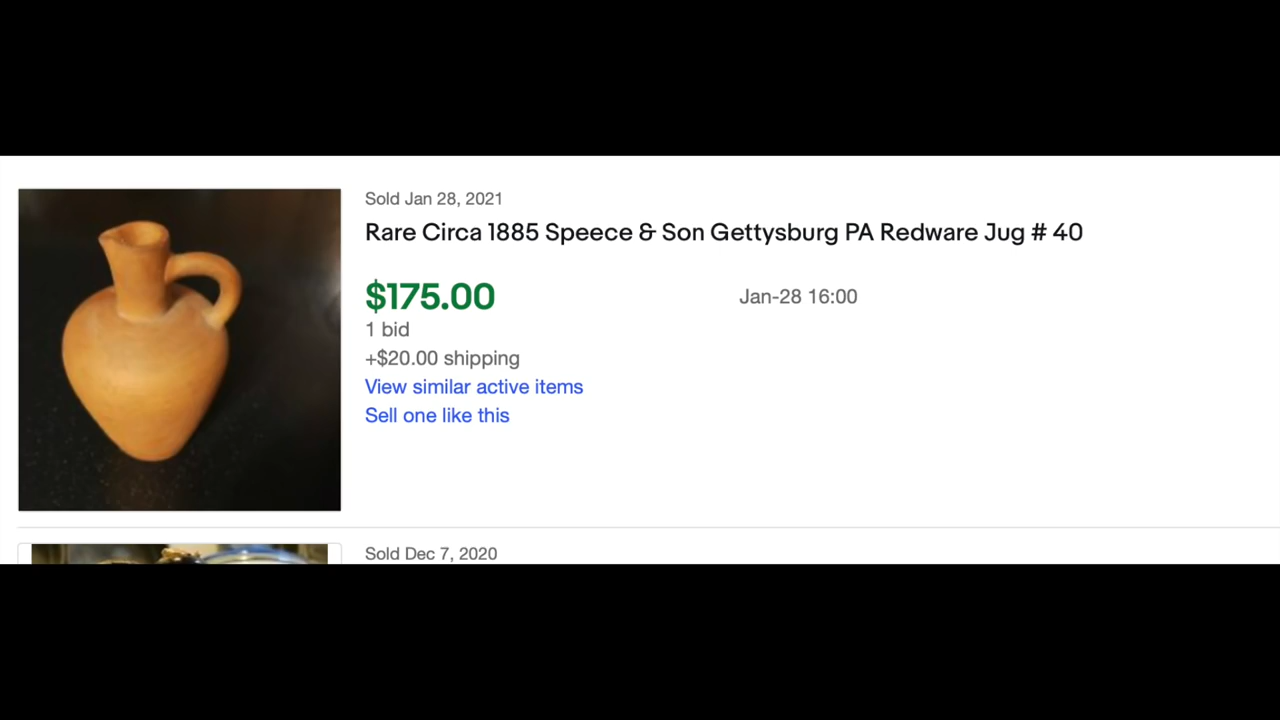 Sold Jan 28, 2021
Rare Circa 1885 Speece & Son Gettysburg PA Redware Jug # 40
$175.00
Jan-28 16:00
1 bid
+$20.00 shipping
View similar active items
Sell one like this
Sold Dec 7, 2020